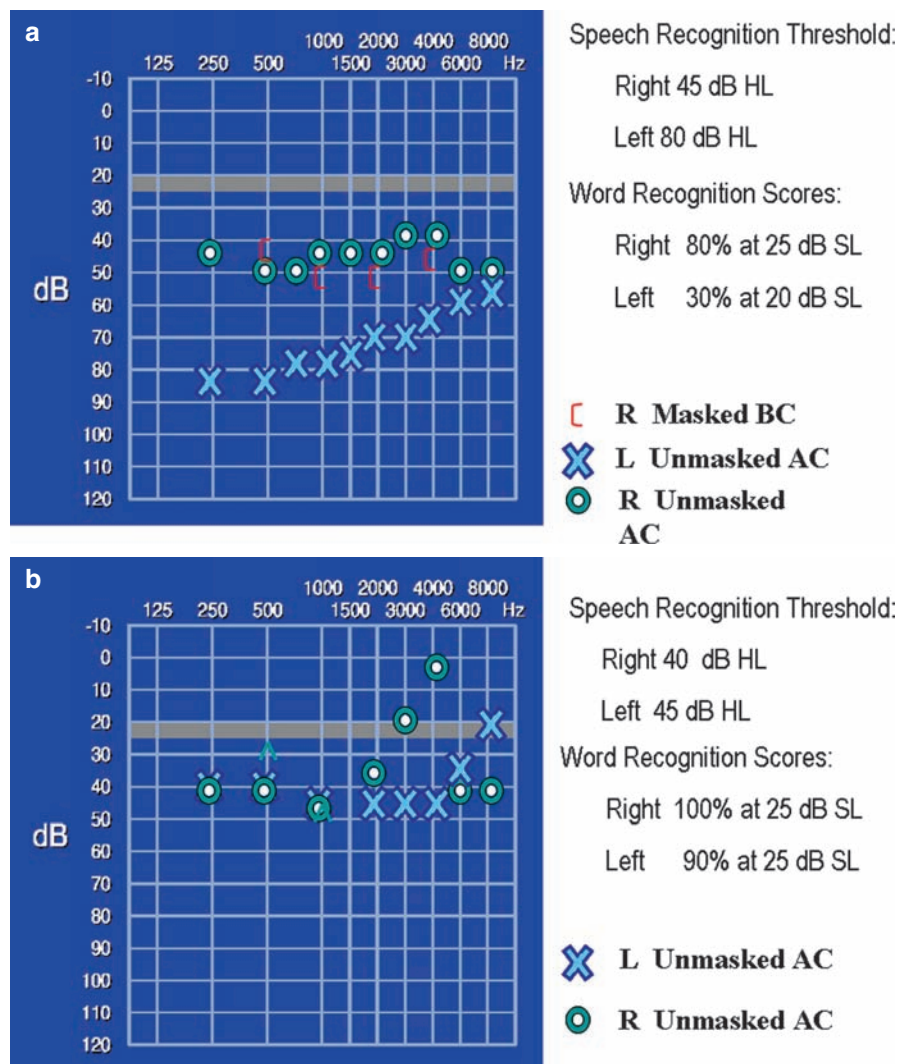 a
1000 2000 4000 8000
125 250 500 1500 3000 6000 Hz
-10
0
10
20
30
40
50
60
70
80
90
100
110
120
dB
Speech Recognition Threshold:
Right 45 dB HL
Left 80 dB HL
Word Recognition Scores:
Right 80% at 25 dB SL
Left 30% at 20 dB SL
R Masked BC
L Unmasked AC
R Unmasked
AC
b
1000 2000 4000 8000
125 250 500 1500 3000 6000 Hz
-10
0
10
20
30
40
50
60
70
80
90
100
110
120
dB
Speech Recognition Threshold:
Right 40 dB HL
Left 45 dB HL
Word Recognition Scores:
Right 100% at 25 dB SL
Left 90% at 25 dB SL
L Unmasked AC
R Unmasked AC